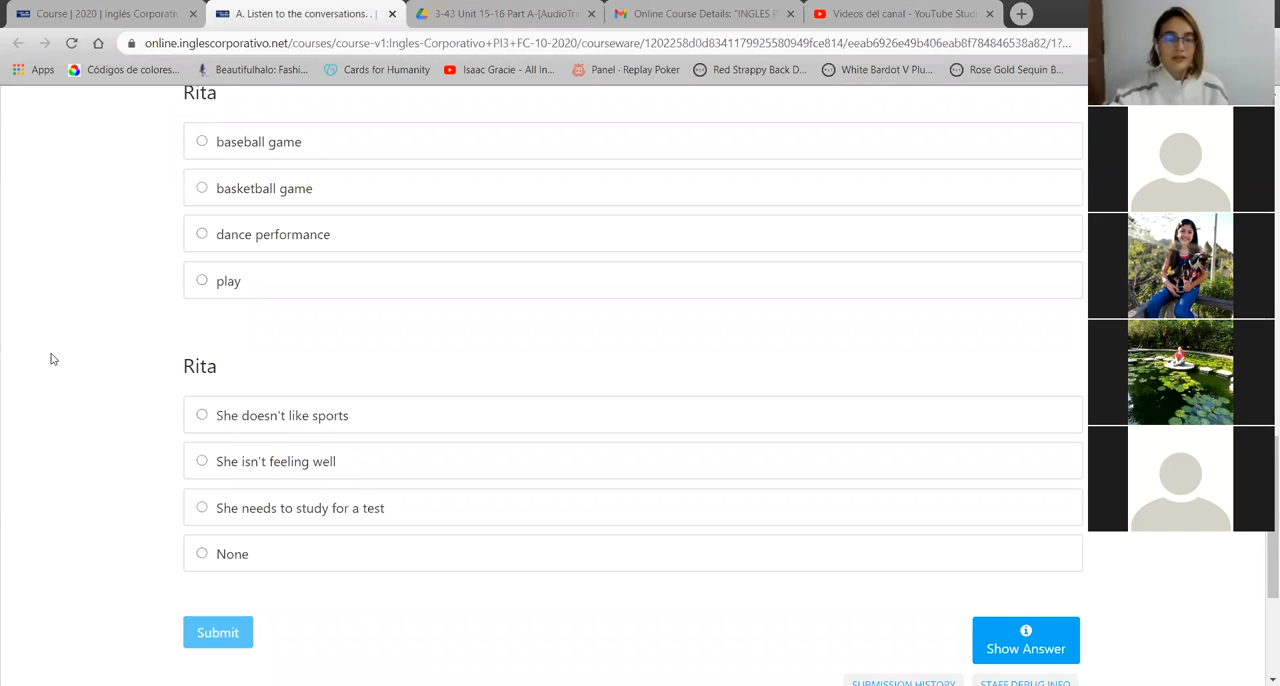 Course | 2020 | Inglés Corporativ
A. Listen to the conversations. . |
3-43 Unit 15-16 Part A-[AudioTra
Online Course Details: "INGLES P
Videos del canal - YouTube Stud
online.inglescorporativo.net/courses/course-v1:Ingles-Corporativo+PI3+FC-10-2020/courseware/1202258d0d8341179925580949fce814/eeab6926e49b406eab8f784846538a82/1?...
Apps
Códigos de colores...
Beautifulhalo: Fashi...
Cards for Humanity
Isaac Gracie - All In...
Panel · Replay Poker
Red Strappy Back D...
White Bardot V Plu...
Rose Gold Sequin B...
Rita
baseball game
basketball game
dance performance
play
Rita
She doesn't like sports
She isn't feeling well
She needs to study for a test
None
Submit
Show Answer
SUBMISSION HISTORY
STAFF DEBUG INFO